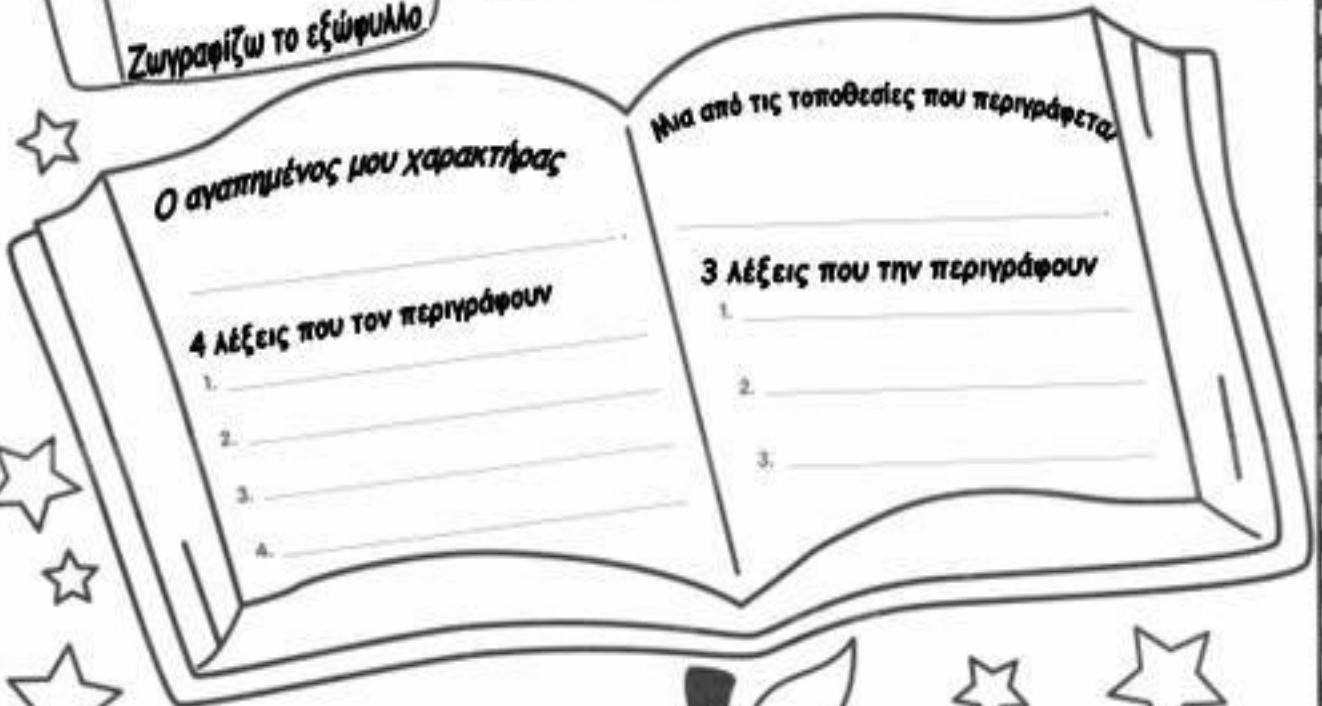 Ζωγραφίζω το εξώφυλλο
Ο αγαπημένος μου χαρακτήρας
.
4 λέξεις που τον περιγράφουν
1.
2.
3.
4.
Μια από τις τοποθεσίες που περιγράφεται
.
3 λέξεις που την περιγράφουν
1.
2.
3.